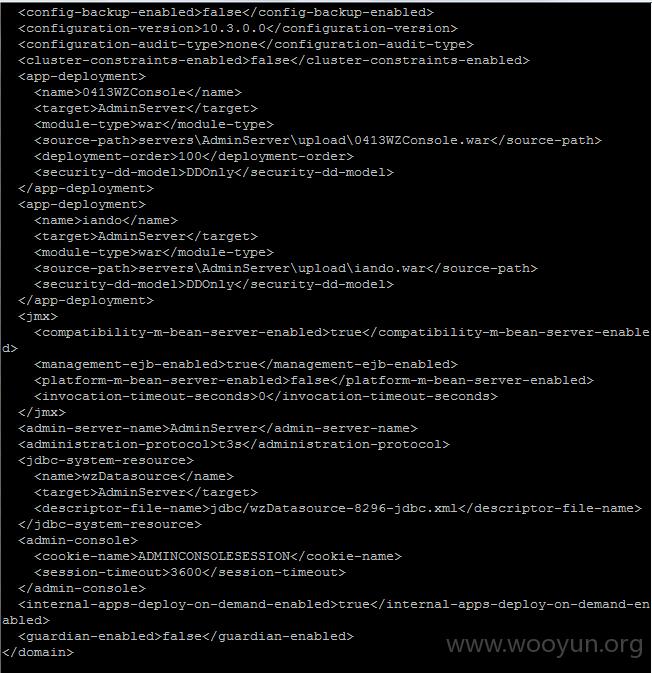 <config-backup-enabled>false</config-backup-enabled>
<configuration-version>10.3.0.0</configuration-version>
<configuration-audit-type>none</configuration-audit-type>
<cluster-constraints-enabled>false</cluster-constraints-enabled>
<app-deployment>
<name>0413WZConsole</name>
<target>AdminServer</target>
<module-type>war</module-type>
<source-path>servers\AdminServer\upload\0413WZConsole.war</source-path>
<deployment-order>100</deployment-order>
<security-dd-model>DDOnly</security-dd-model>
</app-deployment>
<app-deployment>
<name>iando</name>
<target>AdminServer</target>
<module-type>war</module-type>
<source-path>servers\AdminServer\upload\iando.war</source-path>
<security-dd-model>DDOnly</security-dd-model>
</app-deployment>
<jmx>
<compatibility-m-bean-server-enabled>true</compatibility-m-bean-server-enable
d>
<management-ejb-enabled>true</management-ejb-enabled>
<platform-m-bean-server-enabled>false</platform-m-bean-server-enabled>
<invocation-timeout-seconds>0</invocation-timeout-seconds>
</jmx>
<admin-server-name>AdminServer</admin-server-name>
<administration-protocol>t3s</administration-protocol>
<jdbc-system-resource>
<name>wzDatasource</name>
<target>AdminServer</target>
<descriptor-file-name>jdbc/wzDatasource-8296-jdbc.xml</descriptor-file-name>
</jdbc-system-resource>
<admin-console>
<cookie-name>ADMINCONSOLESESSION</cookie-name>
<session-timeout>3600</session-timeout>
</admin-console>
<internal-apps-deploy-on-demand-enabled>true</internal-apps-deploy-on-demand-en
abled>
<guardian-enabled>false</guardian-enabled>
</domain>
www.wooyun.org